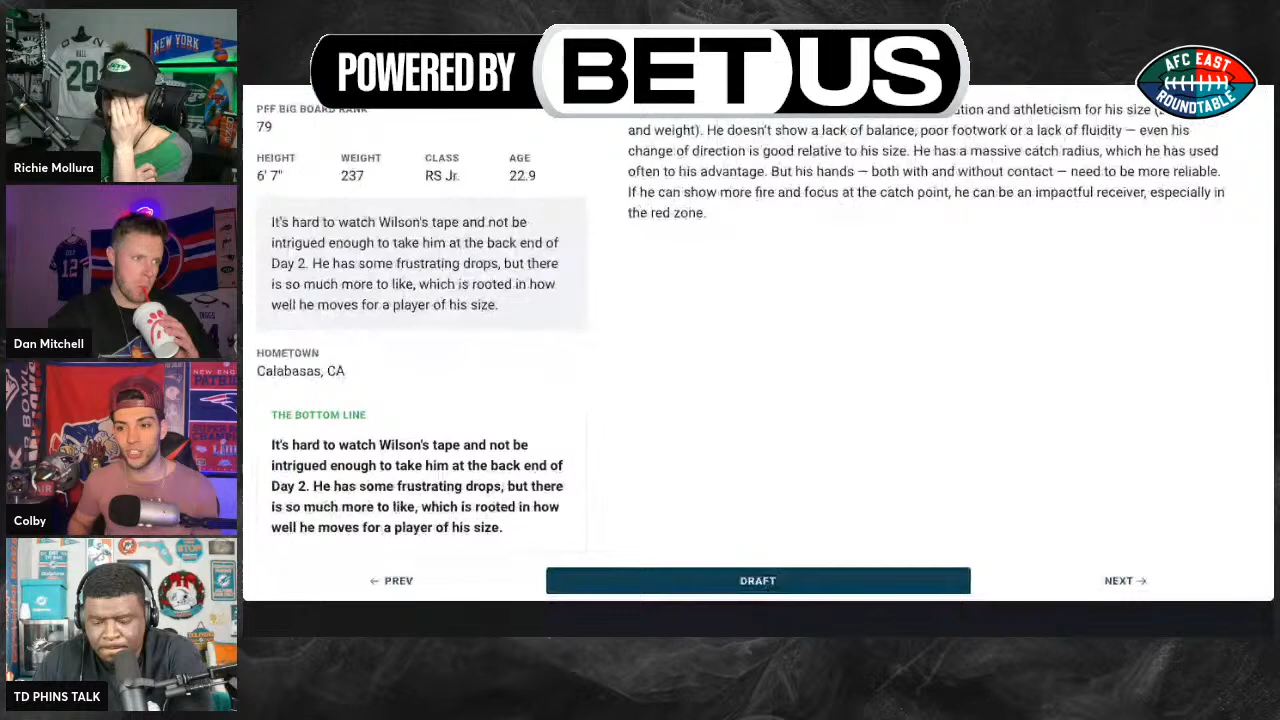 POWERED BY BETUS
AFC EAST
ROUNDTABLE
HALL
20
NEW YORK
Richie Mollura
12
Dan Mitchell
NEW ENG
PATRI
Colby
TD PHINS TALK
PFF BIG BOARD RANK
79
HEIGHT WEIGHT CLASS AGE
6' 7" 237 RS Jr. 22.9
It's hard to watch Wilson's tape and not be
intrigued enough to take him at the back end of
Day 2. He has some frustrating drops, but there
is so much more to like, which is rooted in how
well he moves for a player of his size.
HOMETOWN
Calabasas, CA
THE BOTTOM LINE
It's hard to watch Wilson's tape and not be
intrigued enough to take him at the back end of
Day 2. He has some frustrating drops, but there
is so much more to like, which is rooted in how
well he moves for a player of his size.
ation and athleticism for his size
and weight). He doesn't show a lack of balance, poor footwork or a lack of fluidity — even his
change of direction is good relative to his size. He has a massive catch radius, which he has used
often to his advantage. But his hands — both with and without contact — need to be more reliable.
If he can show more fire and focus at the catch point, he can be an impactful receiver, especially in
the red zone.
← PREV DRAFT NEXT →